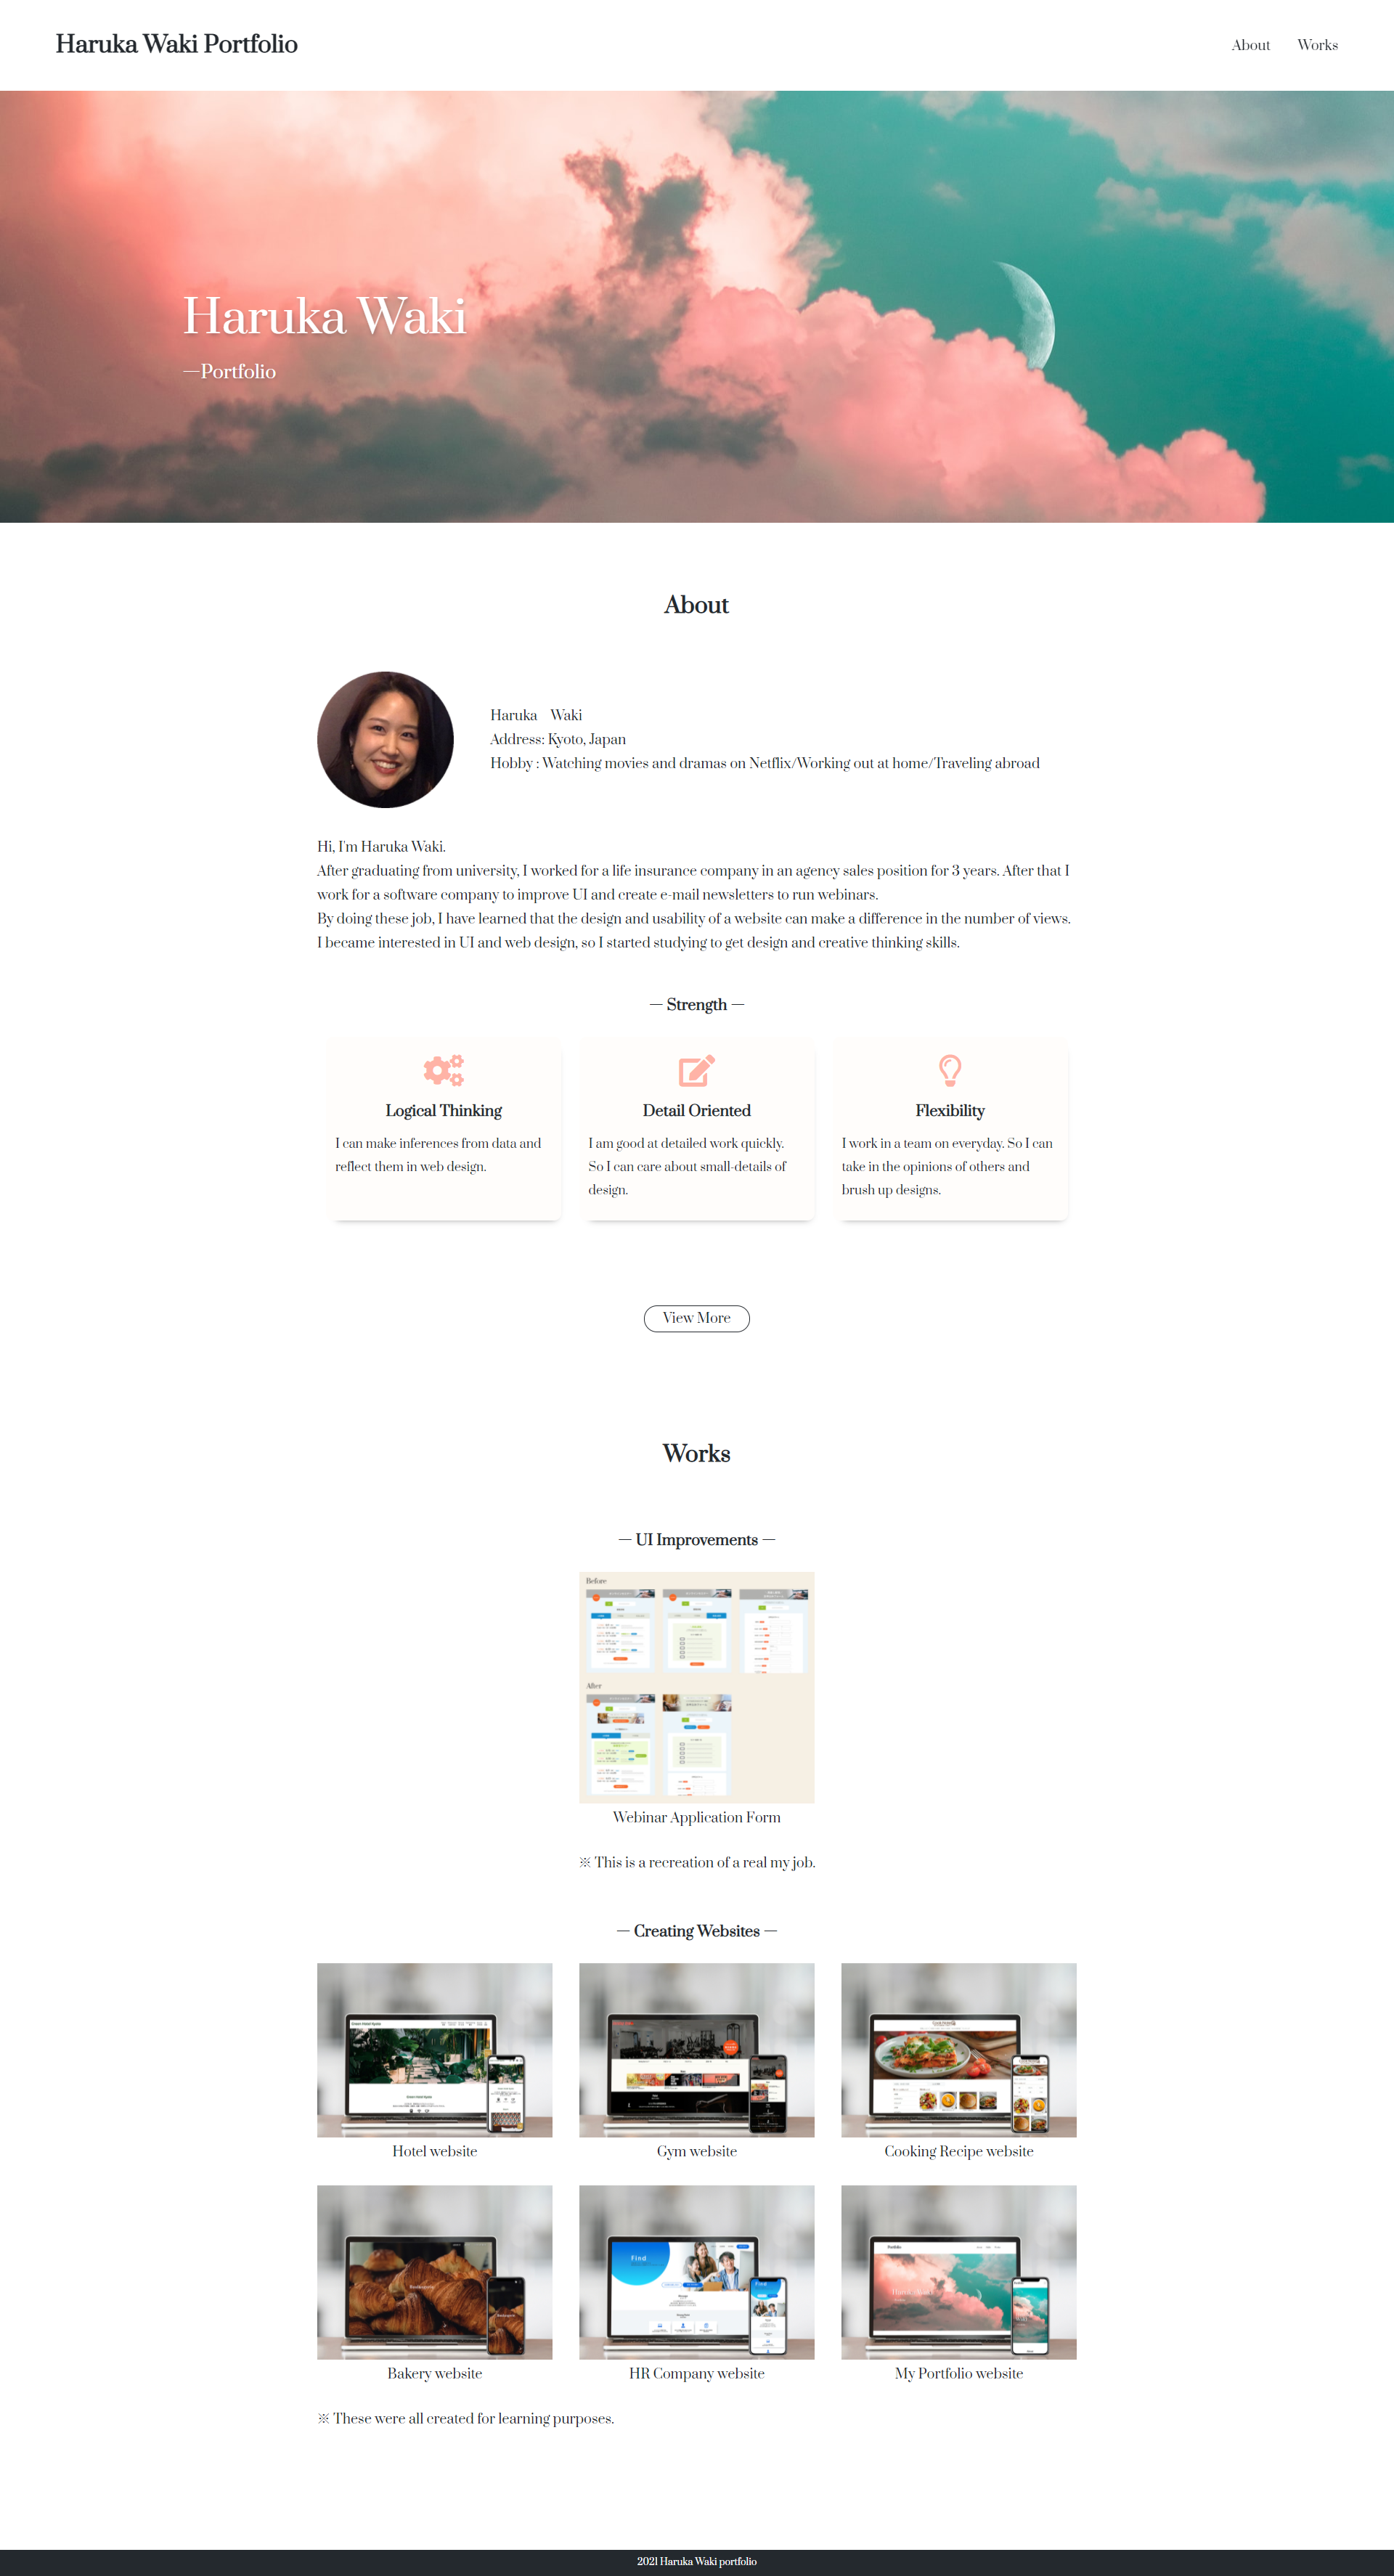 Haruka Waki Portfolio
About
Works
Haruka Waki
—Portfolio
About
Haruka　Waki
Address: Kyoto, Japan
Hobby : Watching movies and dramas on Netflix/Working out at home/Traveling abroad
Hi, I'm Haruka Waki.
After graduating from university, I worked for a life insurance company in an agency sales position for 3 years. After that I
work for a software company to improve UI and create e-mail newsletters to run webinars.
By doing these job, I have learned that the design and usability of a website can make a difference in the number of views.
I became interested in UI and web design, so I started studying to get design and creative thinking skills.
— Strength —
Logical Thinking
I can make inferences from data and
reflect them in web design.
Detail Oriented
I am good at detailed work quickly.
So I can care about small-details of
design.
Flexibility
I work in a team on everyday. So I can
take in the opinions of others and
brush up designs.
View More
Works
— UI Improvements —
Before
After
Webinar Application Form
※ This is a recreation of a real my job.
— Creating Websites —
Hotel website
Gym website
Cooking Recipe website
Find
Find
Portfolio
Bakery website
HR Company website
My Portfolio website
※ These were all created for learning purposes.
2021 Haruka Waki portfolio